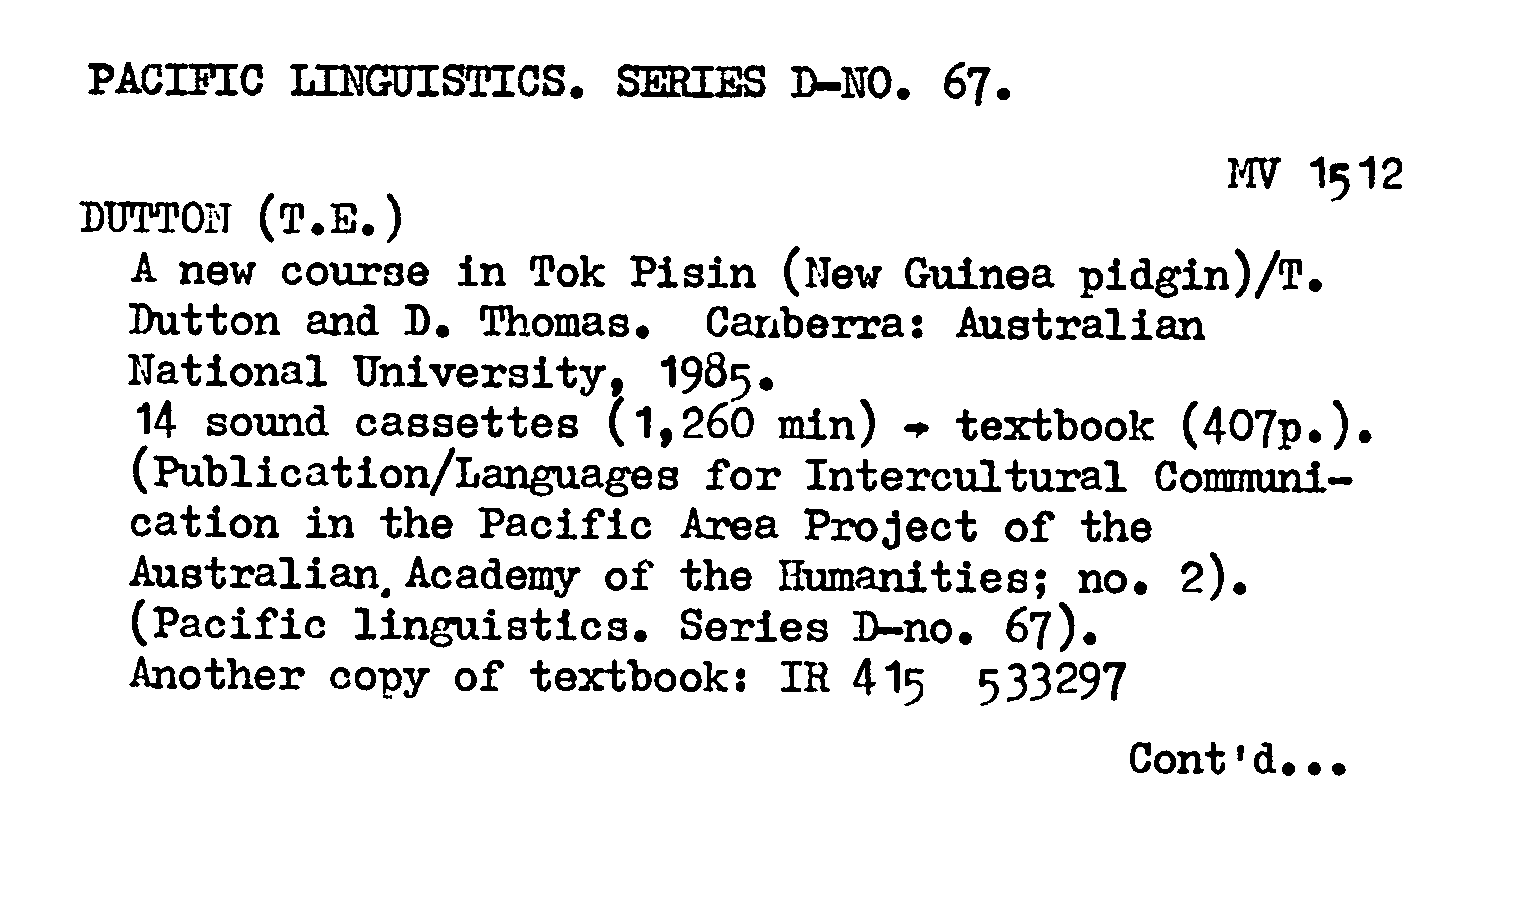 PACIFIC LINGUISTICS. SERIES D-NO. 67.
MV 1512
DUTTON (T.E.)
A new course in Tok Pisin (New Guinea pidgin)/T.
Dutton and D. Thomas. Canberra: Australian
National University, 1985.
14 sound cassettes (1,260 min) + textbook (407p.).
(Publication/Languages for Intercultural Communi-
cation in the Pacific Area Project of the
Australian. Academy of the Humanities; no. 2).
(Pacific linguistics. Series D-no. 67).
Another copy of textbook: IR 415 533297
Cont'd...